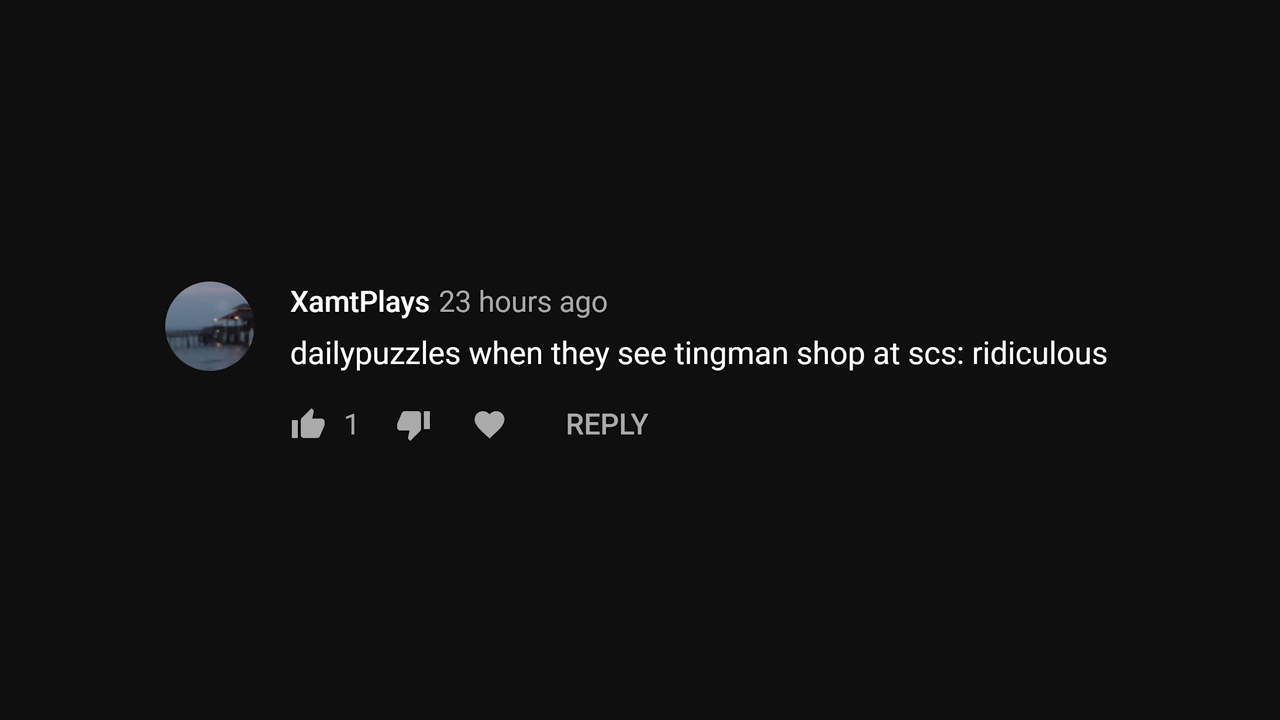 XamtPlays 23 hours ago
dailypuzzles when they see tingman shop at scs: ridiculous
1 REPLY